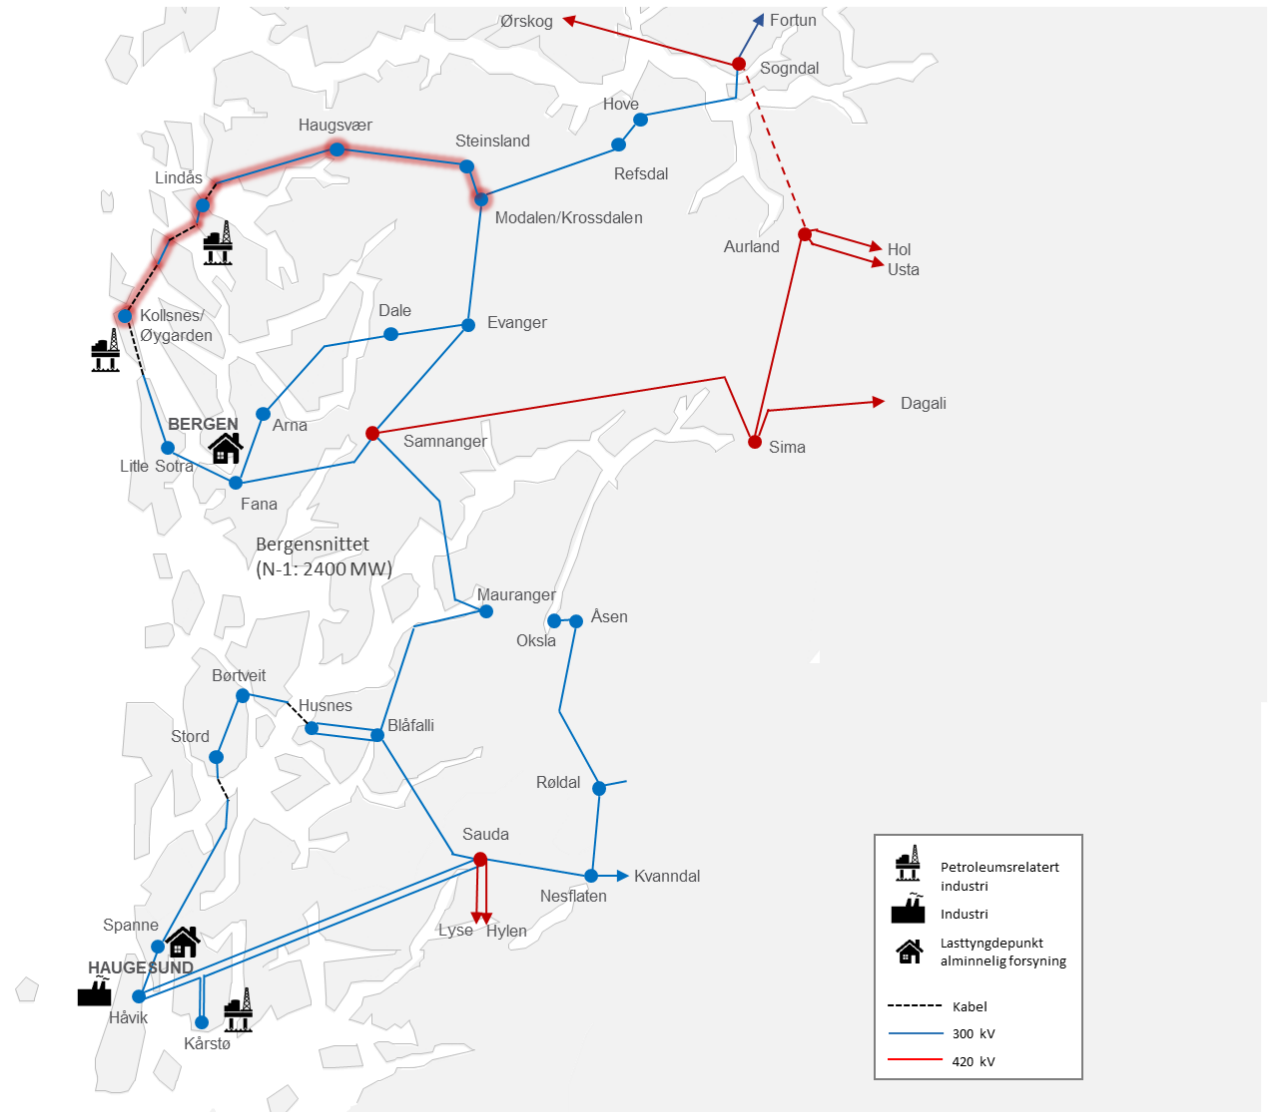 Ørskog
Fortun
Sogndal
Hove
Haugsvær
Steinsland
Refsdal
Lindås
Modalen/Krossdalen
Aurland
Hol
Usta
Kollsnes/
Øygarden
Dale
Evanger
Dagali
BERGEN
Arna
Samnanger
Sima
Litle Sotra
Fana
Bergensnittet
(N-1: 2400 MW)
Mauranger
Åsen
Oksla
Børtveit
Husnes
Blåfalli
Stord
Røldal
Sauda
Kvanndal
Nesflaten
Spanne
Lyse
Hylen
HAUGESUND
Håvik
Kårstø
Petroleumsrelatert
industri
Industri
Lasttyngdepunkt
alminnelig forsyning
Kabel
300 kV
420 kV